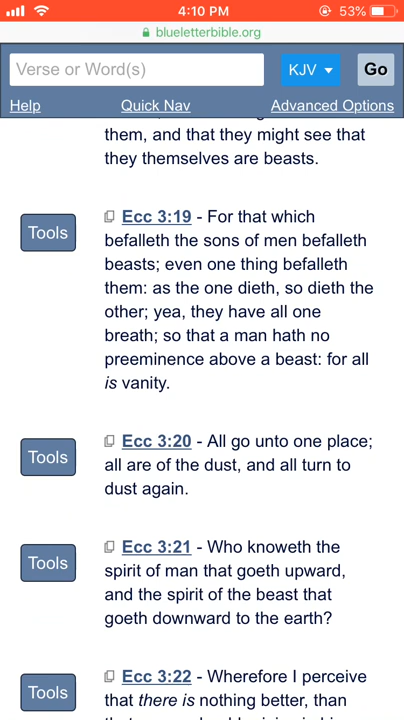 4:10 PM
53%
blueletterbible.org
Verse or Word(s)
KJV
Go
Help
Quick Nav
Advanced Options
them, and that they might see that
they themselves are beasts.
Tools
Ecc 3:19 - For that which
befalleth the sons of men befalleth
beasts; even one thing befalleth
them: as the one dieth, so dieth the
other; yea, they have all one
breath; so that a man hath no
preeminence above a beast: for all
is vanity.
Tools
Ecc 3:20 - All go unto one place;
all are of the dust, and all turn to
dust again.
Tools
Ecc 3:21 - Who knoweth the
spirit of man that goeth upward,
and the spirit of the beast that
goeth downward to the earth?
Tools
Ecc 3:22 - Wherefore I perceive
that there is nothing better, than